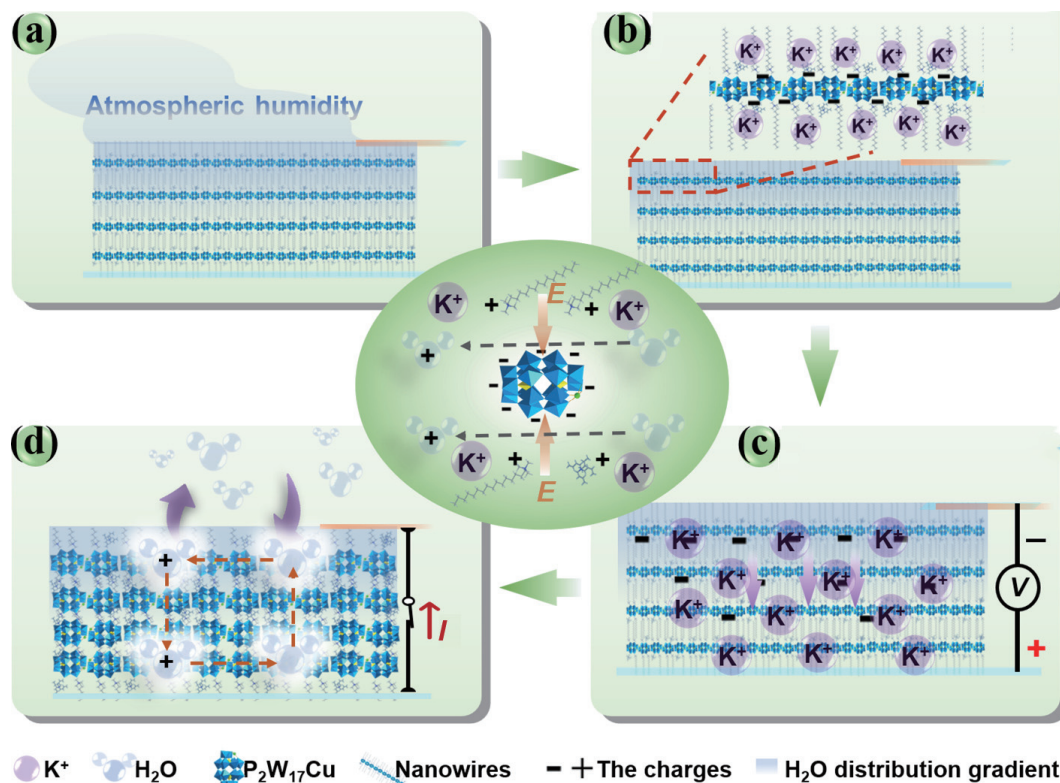 (a)
Atmospheric humidity
(b)
K+ K+ K+ K+ K+
K+ K+ K+ K+ K+
K+ + E + K+
+
- - - - - - - -
+
K+ + + K+
E
(c)
K+ K+ K+
K+ K+ K+
K+ K+ K+
K+ K+ K+
−
V
+
(d)
+
+
↑I
K+ H2O P2W17Cu Nanowires - + The charges H2O distribution gradient